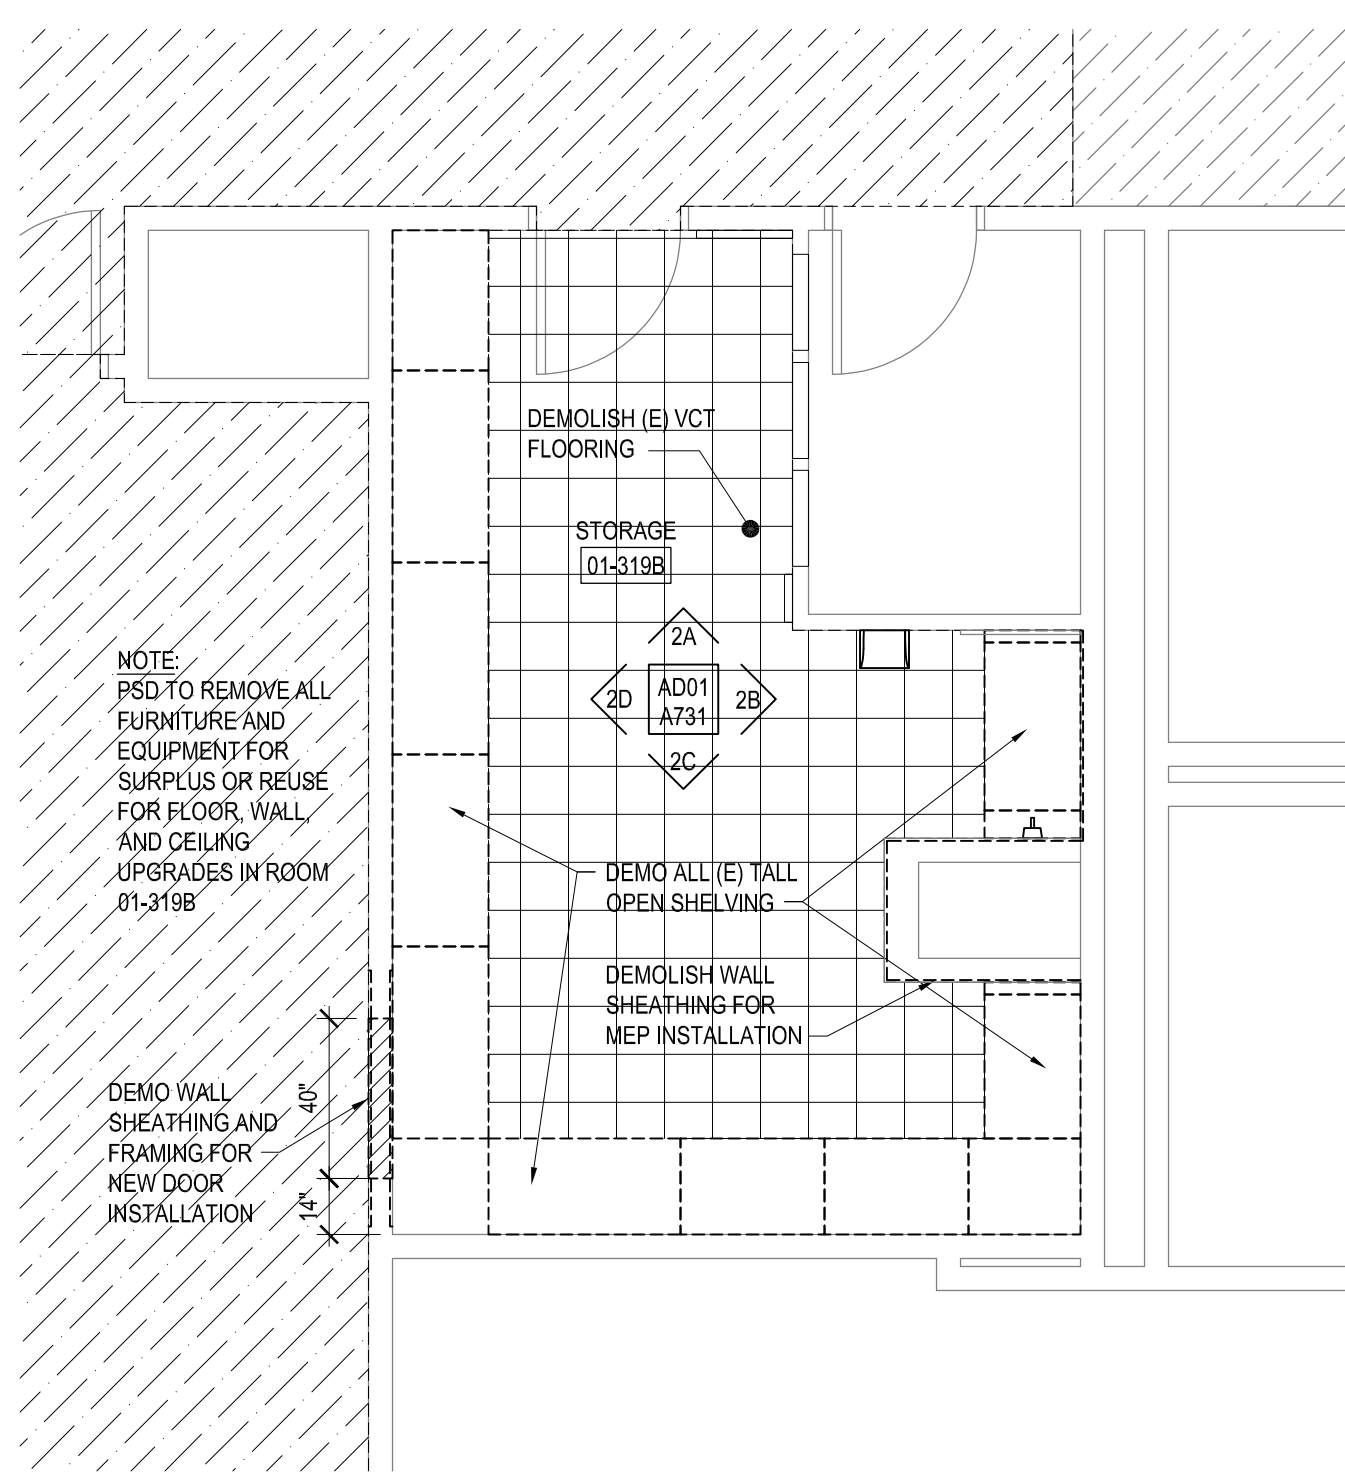 DEMOLISH (E) VCT
FLOORING
STORAGE
01-319B
2A
2D
AD01
A731
2B
2C
NOTE:
PSD TO REMOVE ALL
FURNITURE AND
EQUIPMENT FOR
SURPLUS OR REUSE
FOR FLOOR, WALL,
AND CEILING
UPGRADES IN ROOM
01-319B
DEMO ALL (E) TALL
OPEN SHELVING
DEMOLISH WALL
SHEATHING FOR
MEP INSTALLATION
DEMO WALL
SHEATHING AND
FRAMING FOR
NEW DOOR
INSTALLATION
40"
14"